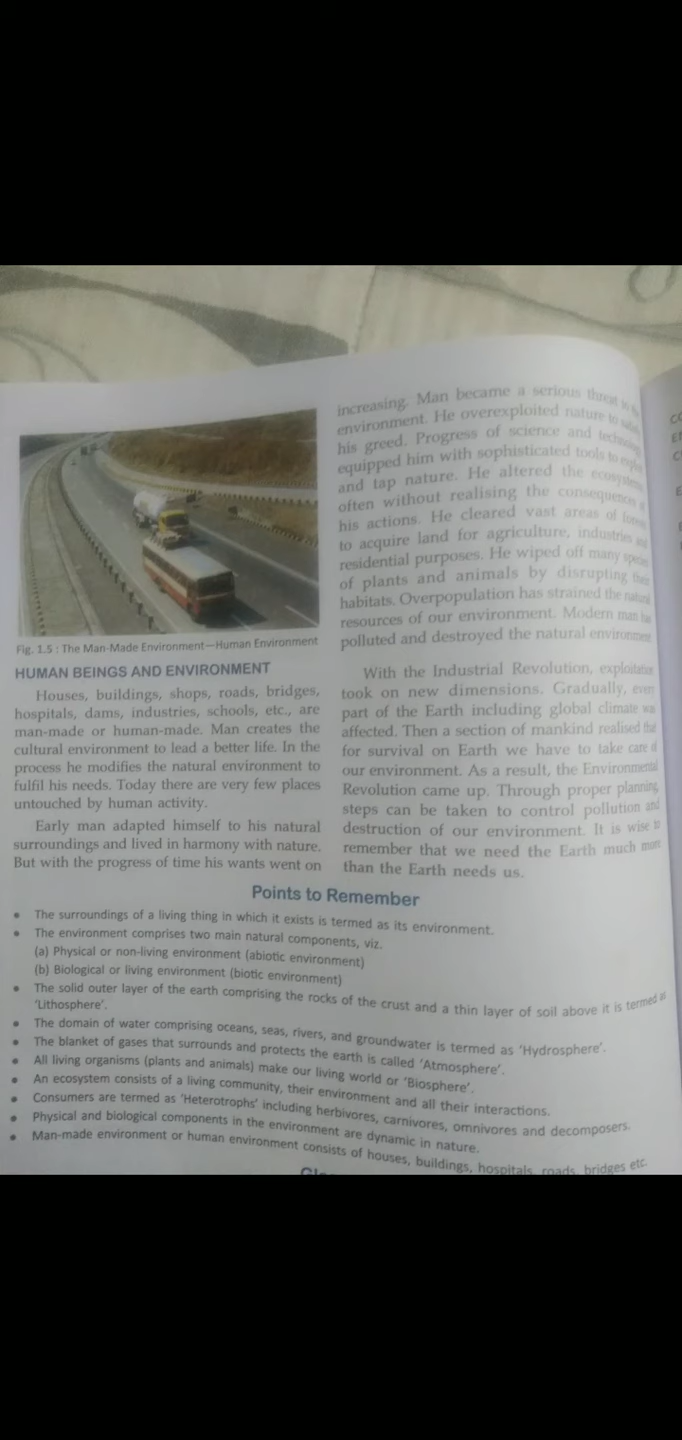 Fig. 1.5 : The Man-Made Environment—Human Environment
HUMAN BEINGS AND ENVIRONMENT
Houses, buildings, shops, roads, bridges,
hospitals, dams, industries, schools, etc., are
man-made or human-made. Man creates the
cultural environment to lead a better life. In the
process he modifies the natural environment to
fulfil his needs. Today there are very few places
untouched by human activity.
Early man adapted himself to his natural
surroundings and lived in harmony with nature.
But with the progress of time his wants went on
increasing. Man became a serious threat to the
environment. He overexploited nature to
his greed. Progress of science and
equipped him with sophisticated tools to
and tap nature. He altered the
often without realising the consequences
his actions. He cleared vast areas of
to acquire land for agriculture, industries and
residential purposes. He wiped off many species
of plants and animals by disrupting their
habitats. Overpopulation has strained the natural
resources of our environment. Modern man has
polluted and destroyed the natural environment
With the Industrial Revolution, exploitation
took on new dimensions. Gradually, every
part of the Earth including global climate was
affected. Then a section of mankind realised that
for survival on Earth we have to take care of
our environment. As a result, the Environmental
Revolution came up. Through proper planning
steps can be taken to control pollution and
destruction of our environment. It is wise to
remember that we need the Earth much more
than the Earth needs us.
Points to Remember
• The surroundings of a living thing in which it exists is termed as its environment.
• The environment comprises two main natural components, viz.
(a) Physical or non-living environment (abiotic environment)
(b) Biological or living environment (biotic environment)
• The solid outer layer of the earth comprising the rocks of the crust and a thin layer of soil above it is termed as
'Lithosphere'.
• The domain of water comprising oceans, seas, rivers, and groundwater is termed as 'Hydrosphere'.
• The blanket of gases that surrounds and protects the earth is called 'Atmosphere'.
• All living organisms (plants and animals) make our living world or 'Biosphere'.
• An ecosystem consists of a living community, their environment and all their interactions.
• Consumers are termed as 'Heterotrophs' including herbivores, carnivores, omnivores and decomposers.
• Physical and biological components in the environment are dynamic in nature.
• Man-made environment or human environment consists of houses, buildings, hospitals, roads, bridges etc.